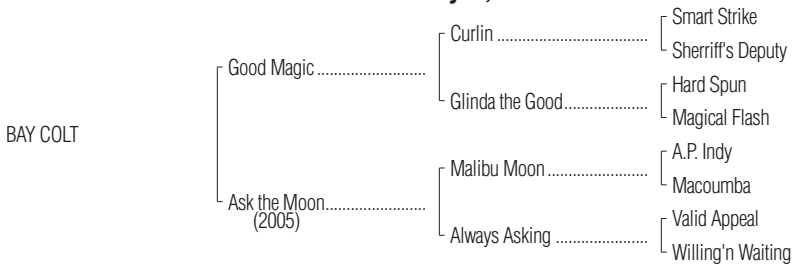 Smart Strike
Curlin ....................................
Sherriff's Deputy
Good Magic ..........................
Hard Spun
Glinda the Good....................
Magical Flash
BAY COLT
A.P. Indy
Malibu Moon ........................
Macoumba
Ask the Moon........................
(2005)
Valid Appeal
Always Asking ......................
Willing'n Waiting